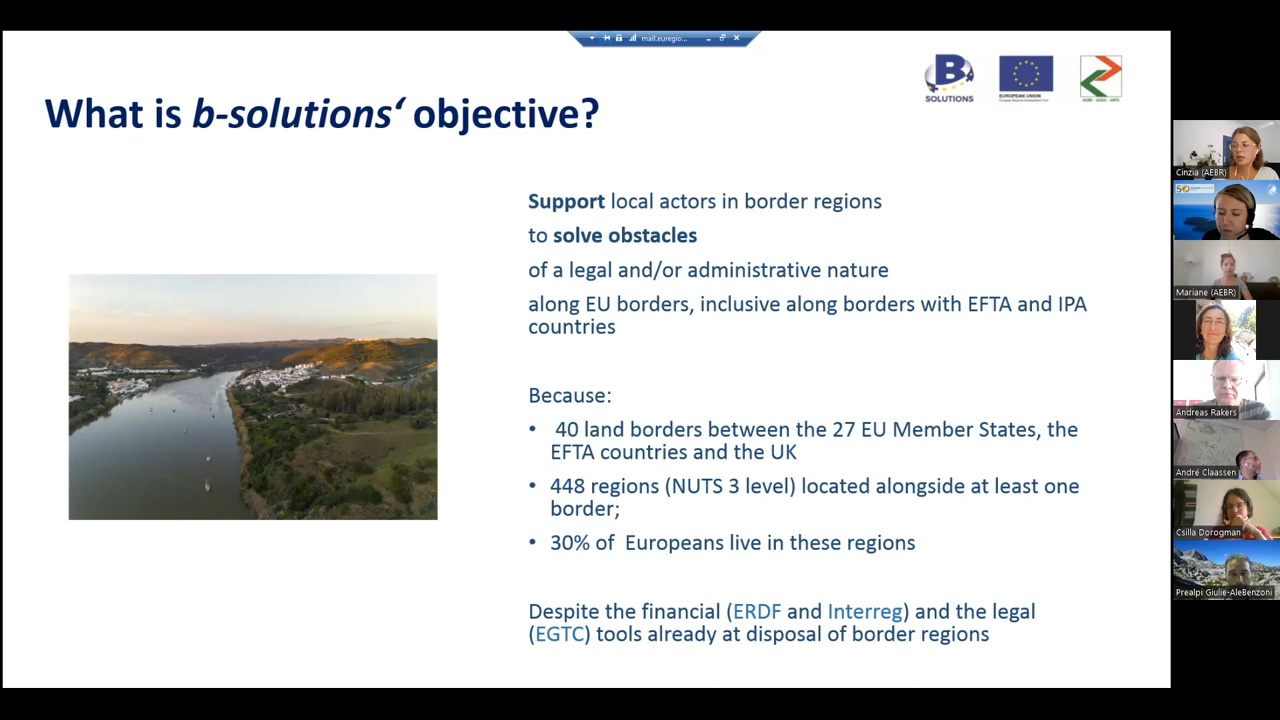 mail.euregio...
B
SOLUTIONS
EUROPEAN UNION
What is b-solutions‘ objective?
Support local actors in border regions
to solve obstacles
of a legal and/or administrative nature
along EU borders, inclusive along borders with EFTA and IPA
countries
Because:
• 40 land borders between the 27 EU Member States, the
EFTA countries and the UK
• 448 regions (NUTS 3 level) located alongside at least one
border;
• 30% of Europeans live in these regions
Despite the financial (ERDF and Interreg) and the legal
(EGTC) tools already at disposal of border regions
Cinzia (AEBR)
50
Mariane (AEBR)
Andreas Rakers
André Claassen
Csilla Dorogman
Prealpi Giulie-AleBenzoni